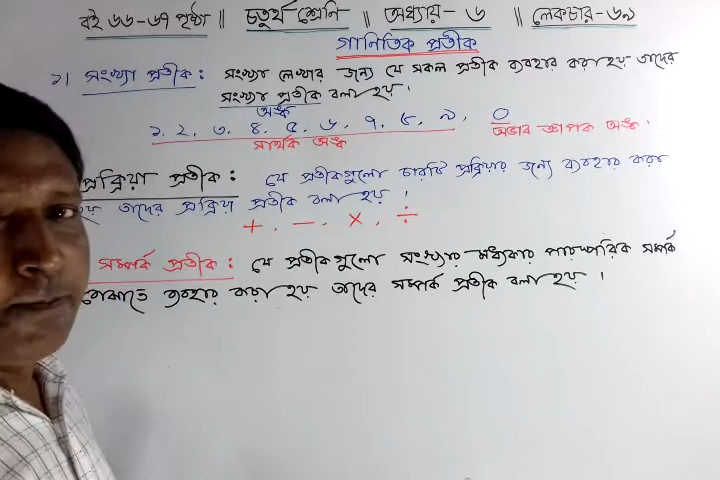 বই ৬৬-৬৭ পৃষ্ঠা || চতুর্থ শ্রেনি || অধ্যায়-৬ || লেকচার-৬৯
গানিতিক প্রতীক
১। সংখ্যা প্রতীক: সংখ্যা লেখার জন্য যে সকল প্রতীক ব্যবহার করা হয় তাদের
সংখ্যা প্রতীক বলা হয়।
অঙ্ক
১. ২. ৩. ৪. ৫. ৬. ৭. ৮. ৯. ০
সার্থক অঙ্ক অভাব জ্ঞাপক অঙ্ক।
প্রক্রিয়া প্রতীক: যে প্রতীকগুলো চারটি প্রক্রিয়ার জন্যে ব্যবহার করা
হয় তাদের প্রক্রিয়া প্রতীক বলা হয়।
+. -. ×. ÷
সম্পর্ক প্রতীক: যে প্রতীকগুলো সংখ্যার মধ্যকার পারস্পরিক সম্পর্ক
বোঝাতে ব্যবহার করা হয় তাদের সম্পর্ক প্রতীক বলা হয়।